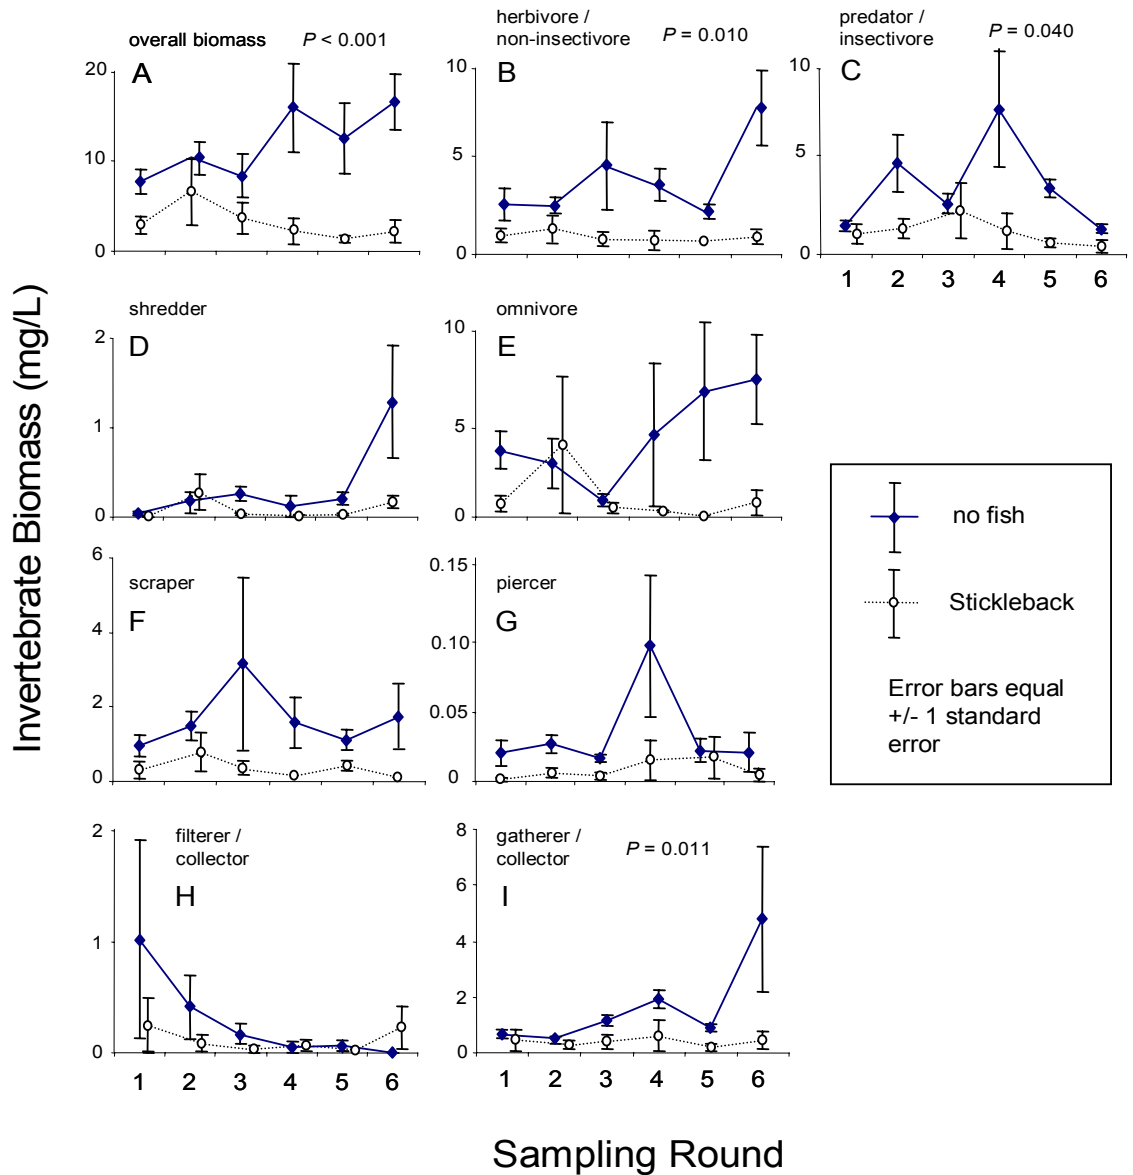 overall biomass
P < 0.001
A
20
10
0
herbivore /
non-insectivore
P = 0.010
B
10
5
0
predator /
insectivore
P = 0.040
C
10
5
0
1 2 3 4 5 6
shredder
D
2
1
0
omnivore
E
10
5
0
scraper
F
6
4
2
0
piercer
G
0.15
0.10
0.05
0
filterer /
collector
H
2
1
0
1 2 3 4 5 6
gatherer /
collector
P = 0.011
I
8
6
4
2
0
1 2 3 4 5 6
no fish
Stickleback
Error bars equal
+/- 1 standard
error
Invertebrate Biomass (mg/L)
Sampling Round